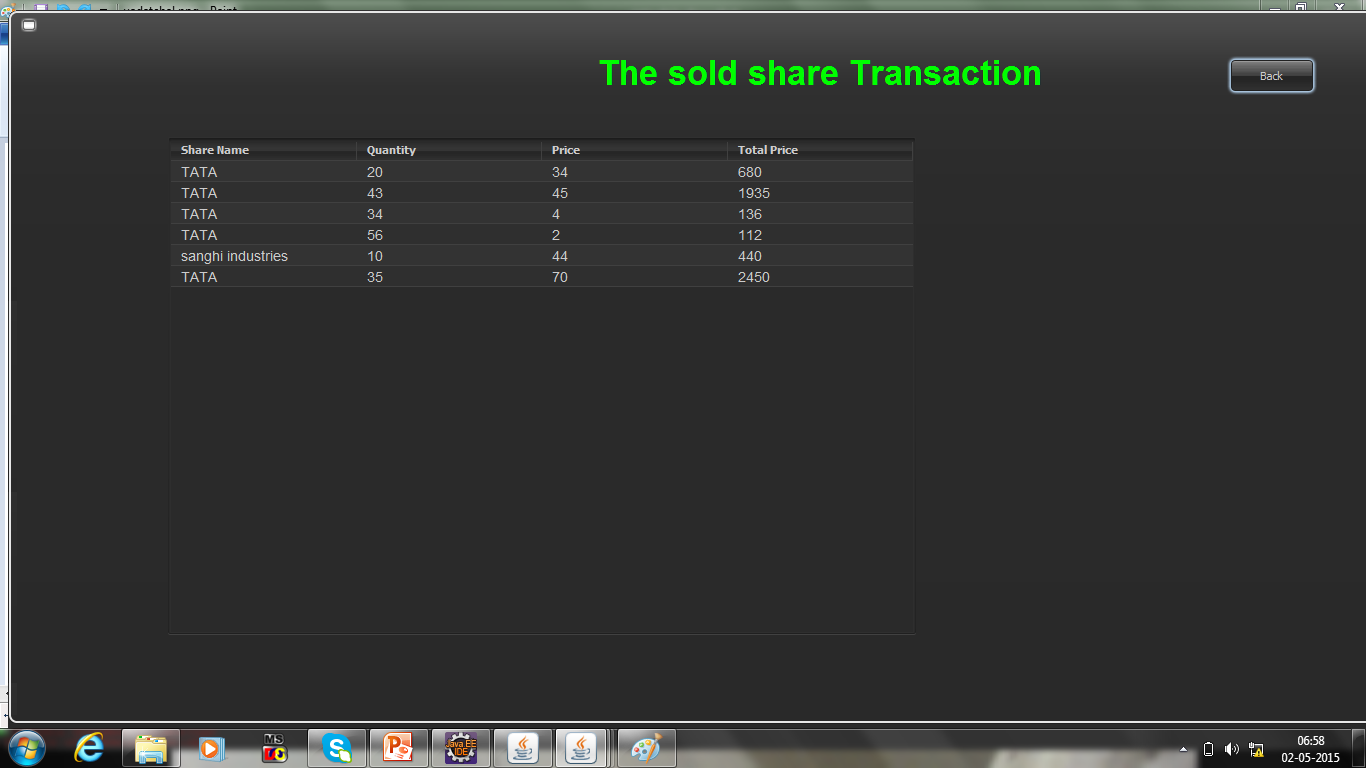 The sold share Transaction
Back
Share Name Quantity Price Total Price
TATA 20 34 680
TATA 43 45 1935
TATA 34 4 136
TATA 56 2 112
sanghi industries 10 44 440
TATA 35 70 2450
MS
Java EE
IDE
06:58
02-05-2015